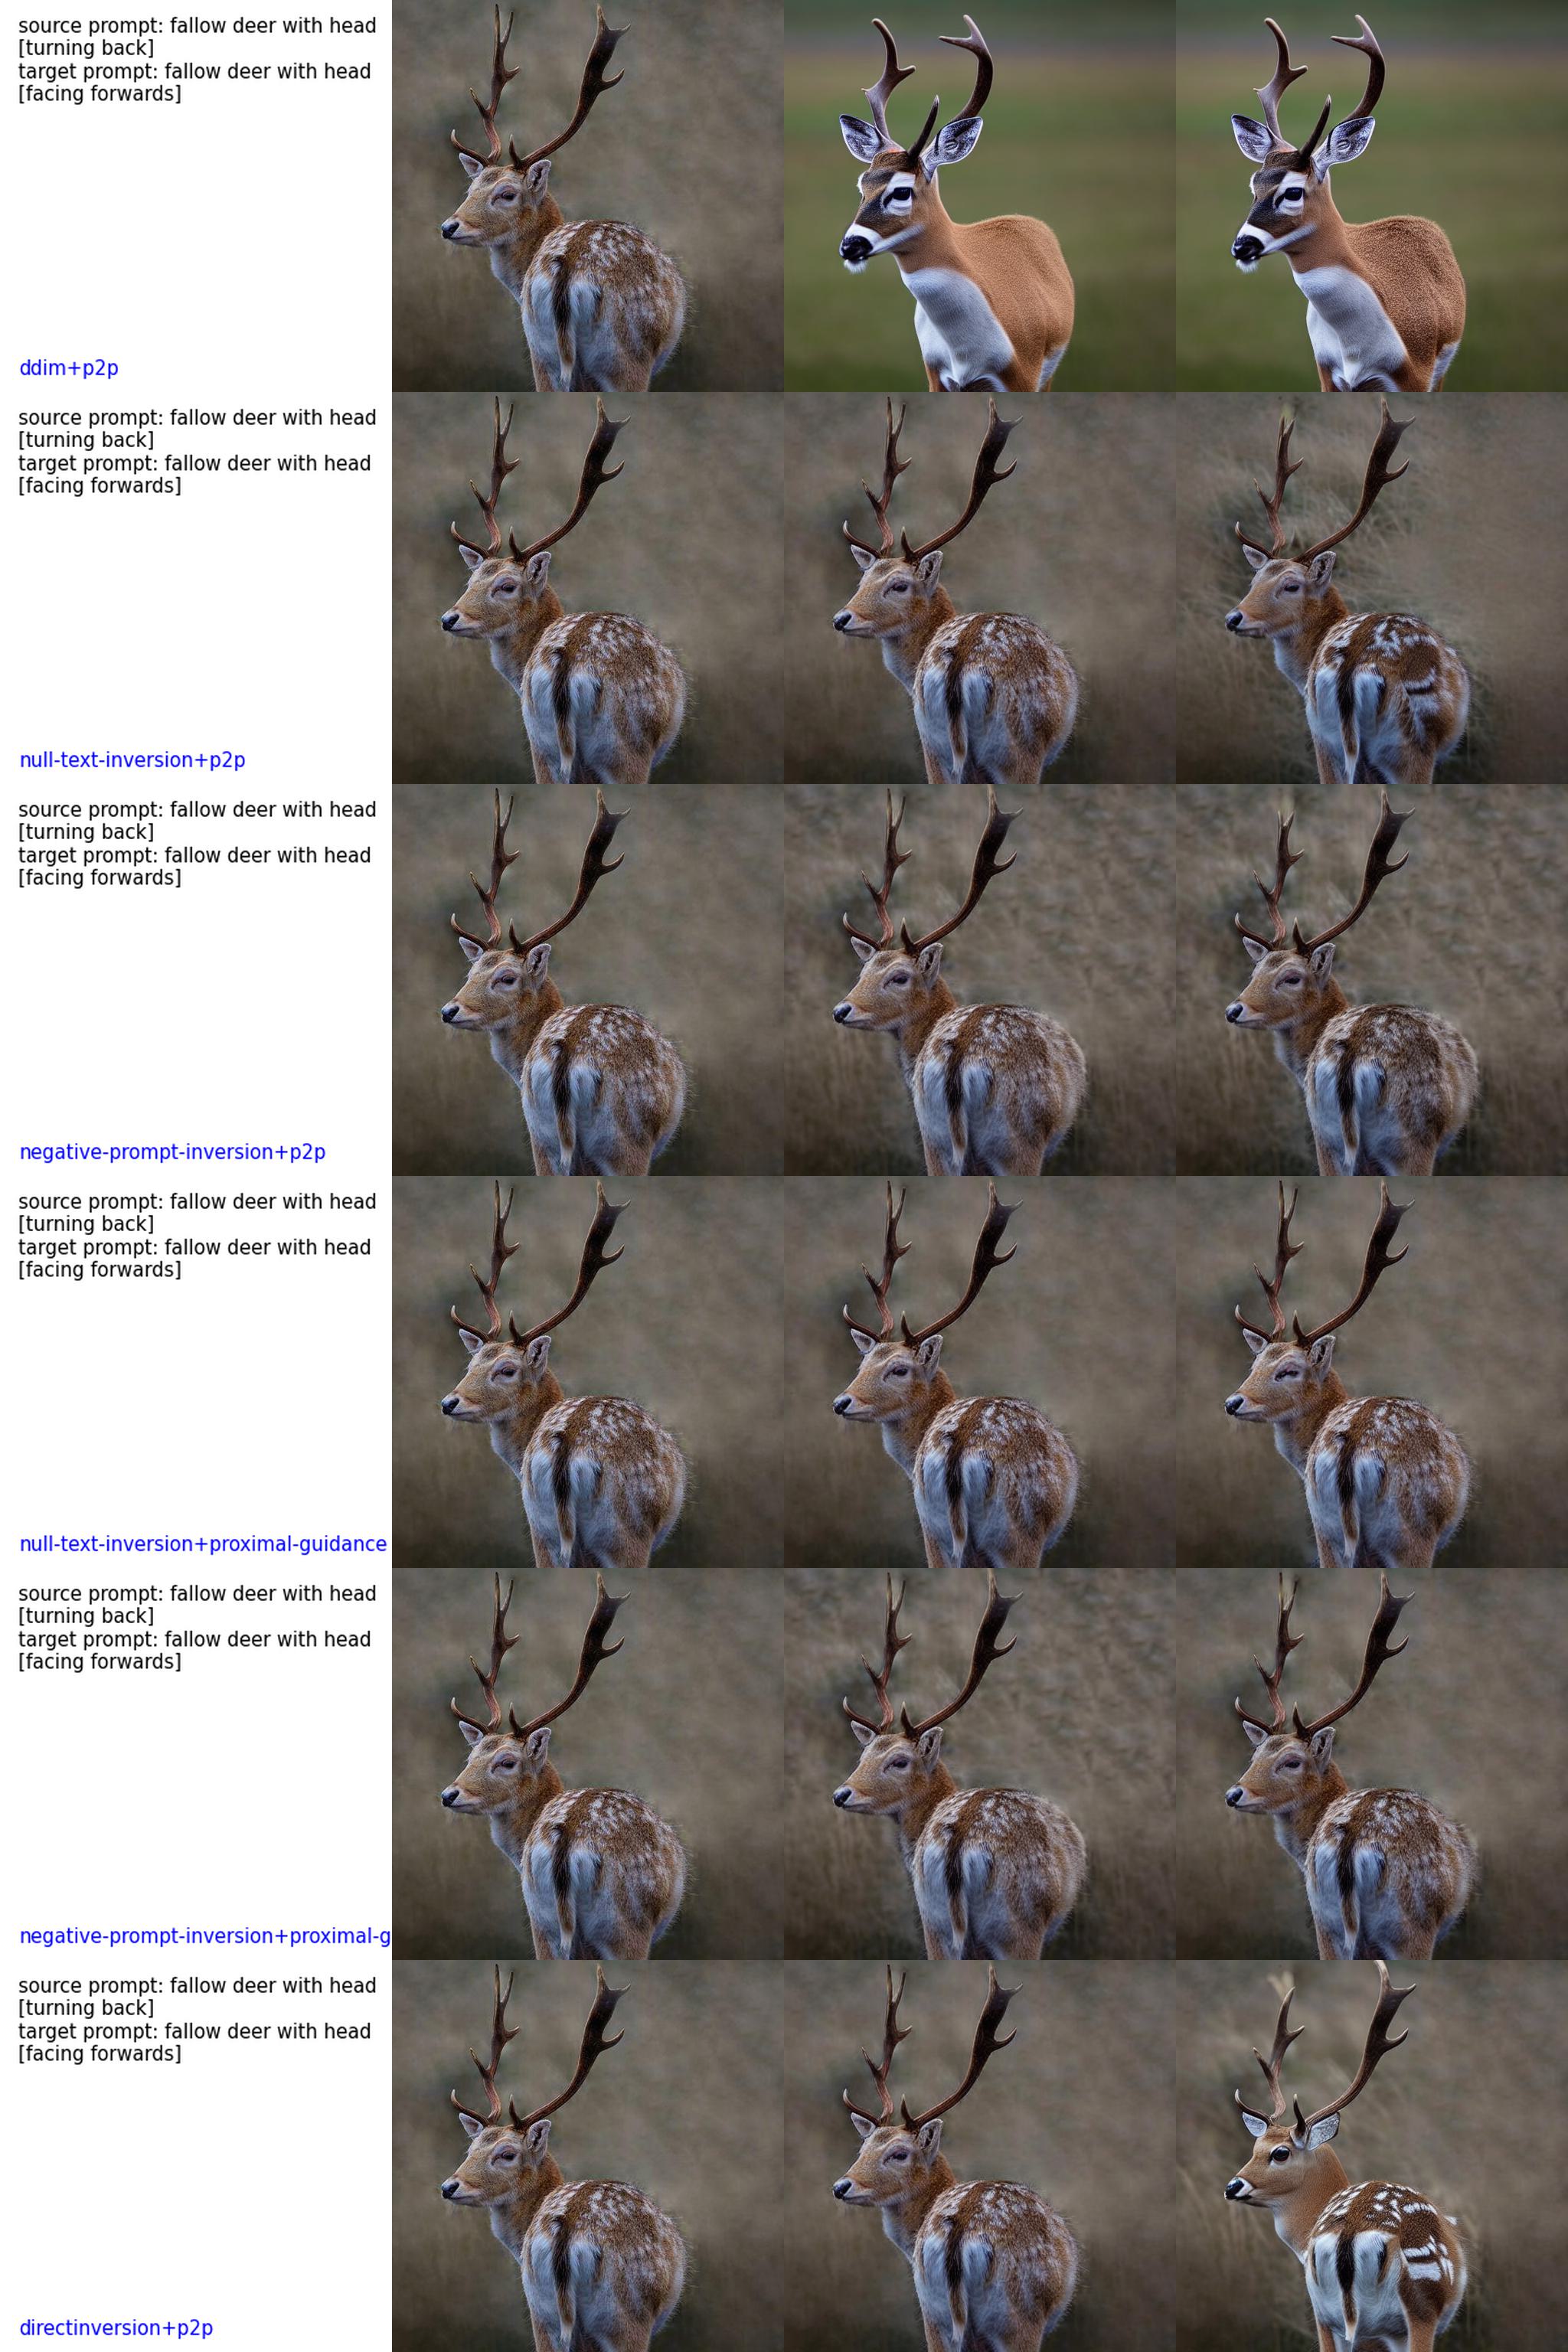 source prompt: fallow deer with head
[turning back]
target prompt: fallow deer with head
[facing forwards]
ddim+p2p
source prompt: fallow deer with head
[turning back]
target prompt: fallow deer with head
[facing forwards]
null-text-inversion+p2p
source prompt: fallow deer with head
[turning back]
target prompt: fallow deer with head
[facing forwards]
negative-prompt-inversion+p2p
source prompt: fallow deer with head
[turning back]
target prompt: fallow deer with head
[facing forwards]
null-text-inversion+proximal-guidance
source prompt: fallow deer with head
[turning back]
target prompt: fallow deer with head
[facing forwards]
negative-prompt-inversion+proximal-g
source prompt: fallow deer with head
[turning back]
target prompt: fallow deer with head
[facing forwards]
directinversion+p2p